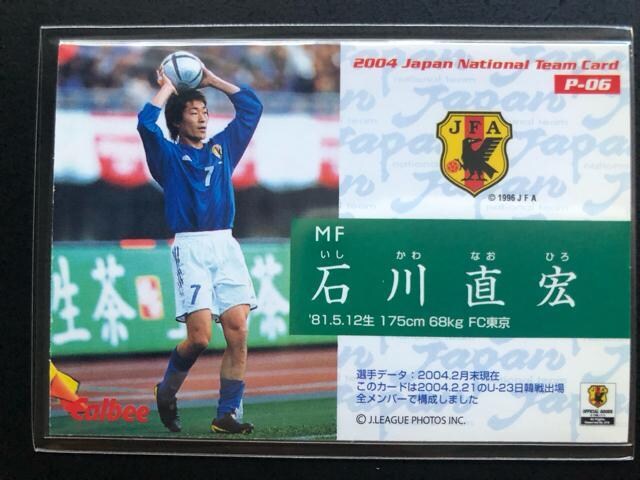 2004 Japan National Team Card
P-06
JFA
© 1996 J F A
MF
いし かわ なお ひろ
石川直宏
'81.5.12生 175cm 68kg FC東京
選手データ：2004.2月末現在
このカードは2004.2.21のU-23日韓戦出場
全メンバーで構成しました
© J.LEAGUE PHOTOS INC.
OFFICIAL GOODS
7
7
生茶
Calbee